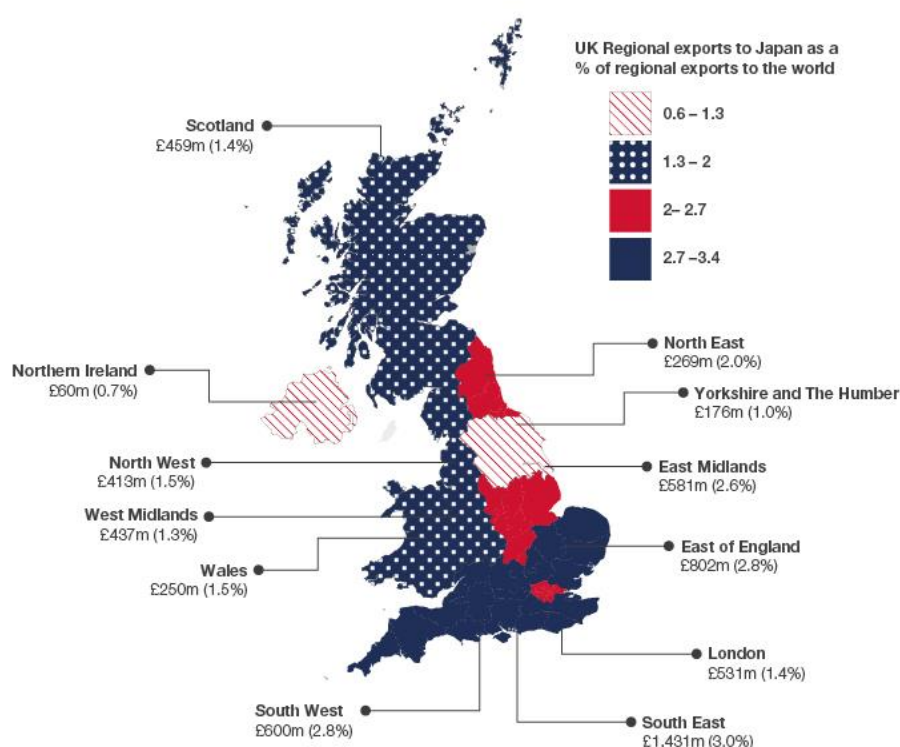 UK Regional exports to Japan as a
% of regional exports to the world
0.6 – 1.3
1.3 – 2
2– 2.7
2.7 –3.4
Scotland
£459m (1.4%)
North East
£269m (2.0%)
Northern Ireland
£60m (0.7%)
Yorkshire and The Humber
£176m (1.0%)
North West
£413m (1.5%)
East Midlands
£581m (2.6%)
West Midlands
£437m (1.3%)
East of England
£802m (2.8%)
Wales
£250m (1.5%)
London
£531m (1.4%)
South West
£600m (2.8%)
South East
£1.431m (3.0%)